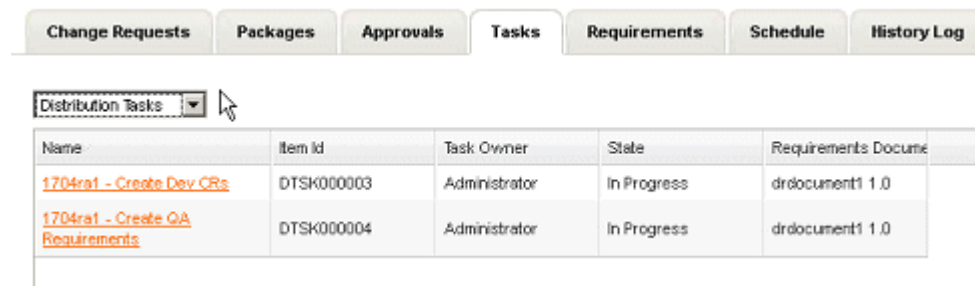 Change Requests Packages Approvals Tasks Requirements Schedule History Log
Distribution Tasks
Name Item Id Task Owner State Requirements Docume
1704ra1 - Create Dev CRs DTSK000003 Administrator In Progress drdocument1 1.0
1704ra1 - Create QA
Requirements DTSK000004 Administrator In Progress drdocument1 1.0